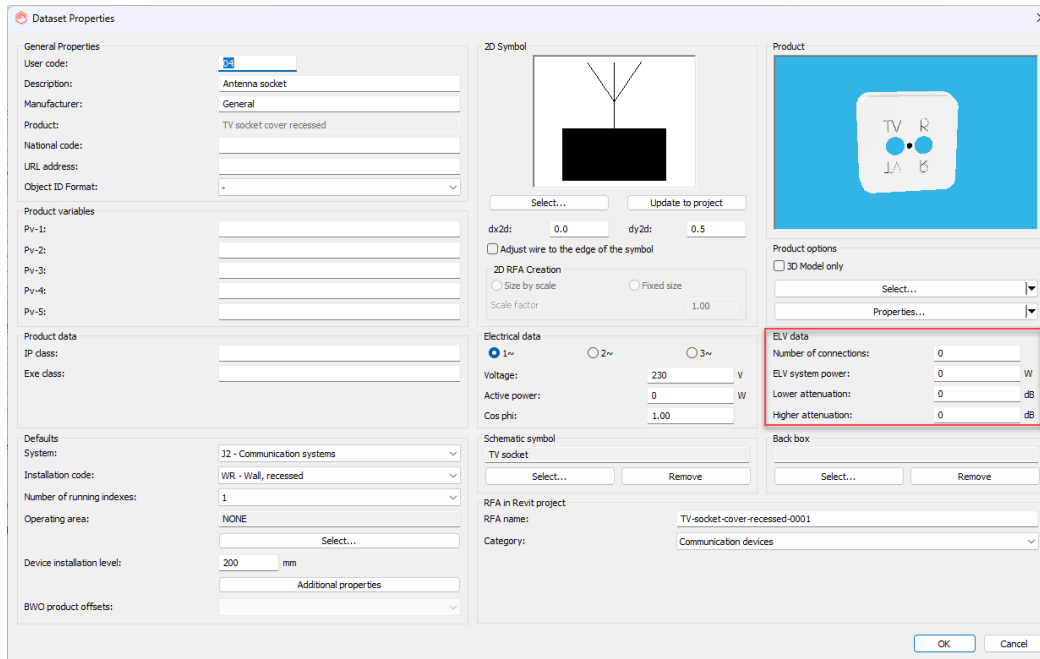 Dataset Properties
General Properties
User code: 04
Description: Antenna socket
Manufacturer: General
Product: TV socket cover recessed
National code:
URL address:
Object ID Format: -
Product variables
Pv-1:
Pv-2:
Pv-3:
Pv-4:
Pv-5:
Product data
IP class:
Exe class:
Defaults
System: J2 - Communication systems
Installation code: WR - Wall, recessed
Number of running indexes: 1
Operating area: NONE
Select...
Device installation level: 200 mm
Additional properties
BWO product offsets:
2D Symbol
Select... Update to project
dx2d: 0.0 dy2d: 0.5
Adjust wire to the edge of the symbol
2D RFA Creation
Size by scale Fixed size
Scale factor 1.00
Electrical data
1~ 2~ 3~
Voltage: 230 V
Active power: 0 W
Cos phi: 1.00
Schematic symbol
TV socket
Select... Remove
RFA in Revit project
RFA name: TV-socket-cover-recessed-0001
Category: Communication devices
Product
TV R
TV R
Product options
3D Model only
Select...
Properties...
ELV data
Number of connections: 0
ELV system power: 0 W
Lower attenuation: 0 dB
Higher attenuation: 0 dB
Back box
Select... Remove
OK Cancel